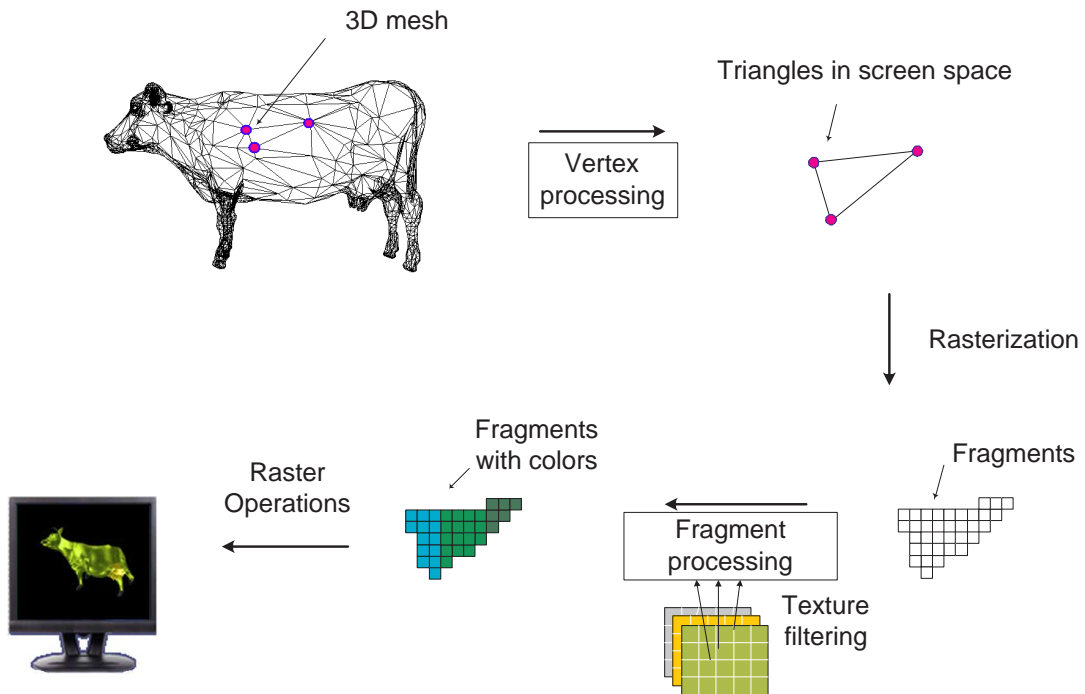 3D mesh
Triangles in screen space
Vertex
processing
Rasterization
Fragments
Fragment
processing
Texture
filtering
Fragments
with colors
Raster
Operations